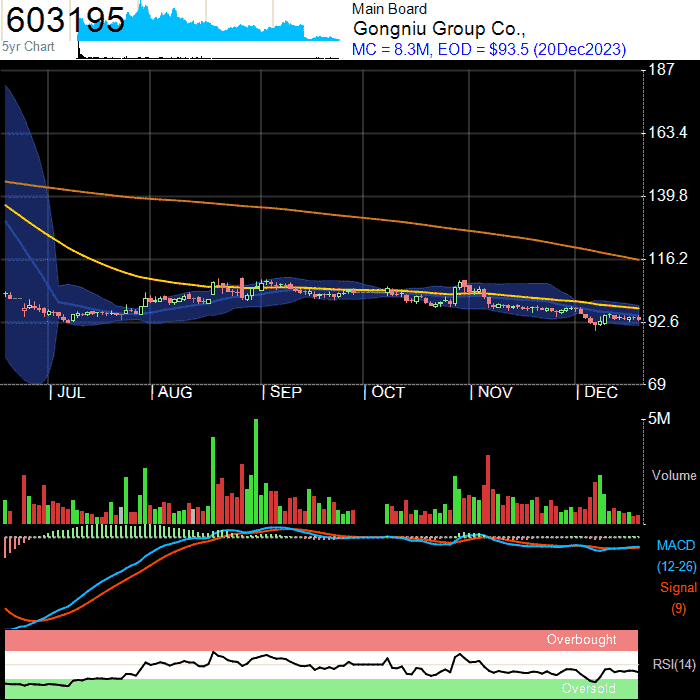 603195
5yr Chart
Main Board
Gongniu Group Co.,
MC = 8.3M, EOD = $93.5 (20Dec2023)
187
163.4
139.8
116.2
92.6
69
JUL AUG SEP OCT NOV DEC
5M
Volume
MACD
(12-26)
Signal
(9)
Overbought
RSI(14)
Oversold